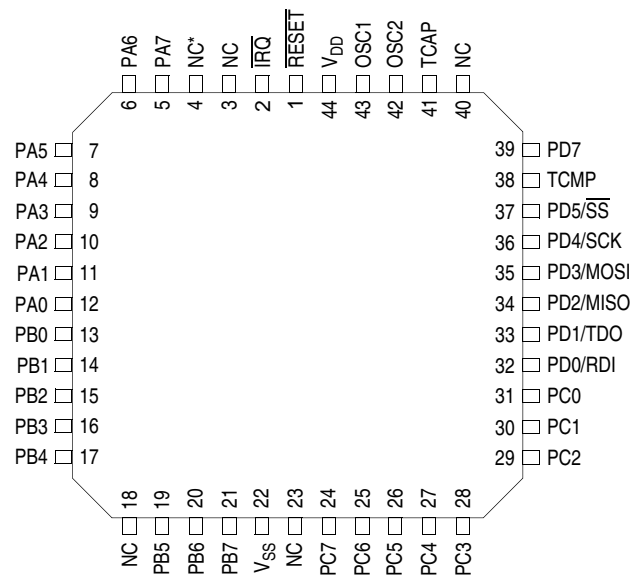 PA6 PA7 NC* NC IRQ RESET VDD OSC1 OSC2 TCAP NC
6 5 4 3 2 1 44 43 42 41 40
PA5 7
PA4 8
PA3 9
PA2 10
PA1 11
PA0 12
PB0 13
PB1 14
PB2 15
PB3 16
PB4 17
39 PD7
38 TCMP
37 PD5/SS
36 PD4/SCK
35 PD3/MOSI
34 PD2/MISO
33 PD1/TDO
32 PD0/RDI
31 PC0
30 PC1
29 PC2
18 19 20 21 22 23 24 25 26 27 28
NC PB5 PB6 PB7 VSS NC PC7 PC6 PC5 PC4 PC3